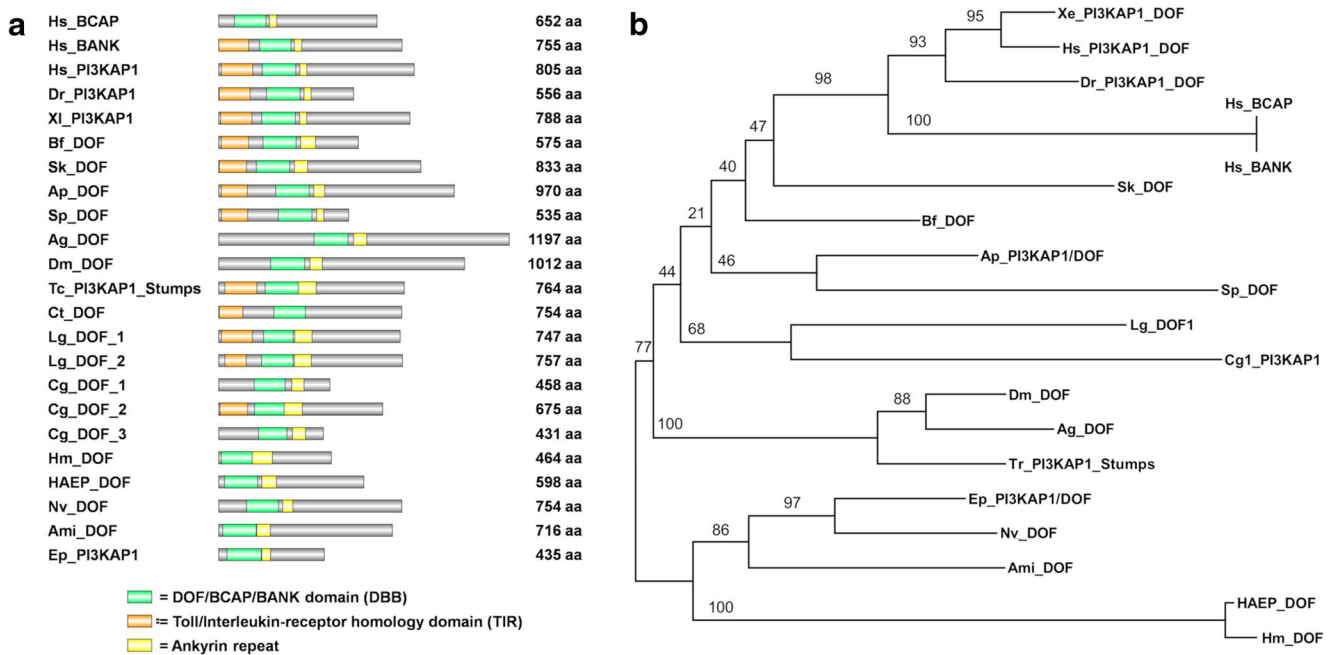 a
Hs_BCAP 652 aa
Hs_BANK 755 aa
Hs_PI3KAP1 805 aa
Dr_PI3KAP1 556 aa
Xl_PI3KAP1 788 aa
Bf_DOF 575 aa
Sk_DOF 833 aa
Ap_DOF 970 aa
Sp_DOF 535 aa
Ag_DOF 1197 aa
Dm_DOF 1012 aa
Tc_PI3KAP1_Stumps 764 aa
Ct_DOF 754 aa
Lg_DOF_1 747 aa
Lg_DOF_2 757 aa
Cg_DOF_1 458 aa
Cg_DOF_2 675 aa
Cg_DOF_3 431 aa
Hm_DOF 464 aa
HAEP_DOF 598 aa
Nv_DOF 754 aa
Ami_DOF 716 aa
Ep_PI3KAP1 435 aa
= DOF/BCAP/BANK domain (DBB)
= Toll/Interleukin-receptor homology domain (TIR)
= Ankyrin repeat
b
95
Xe_PI3KAP1_DOF
93
Hs_PI3KAP1_DOF
98
Dr_PI3KAP1_DOF
Hs_BCAP
100
47
Hs_BANK
40
Sk_DOF
21
Bf_DOF
46
Ap_PI3KAP1/DOF
44
Sp_DOF
68
Lg_DOF1
77
Cg1_PI3KAP1
88
Dm_DOF
100
Ag_DOF
Tr_PI3KAP1_Stumps
97
Ep_PI3KAP1/DOF
86
Nv_DOF
Ami_DOF
100
HAEP_DOF
Hm_DOF